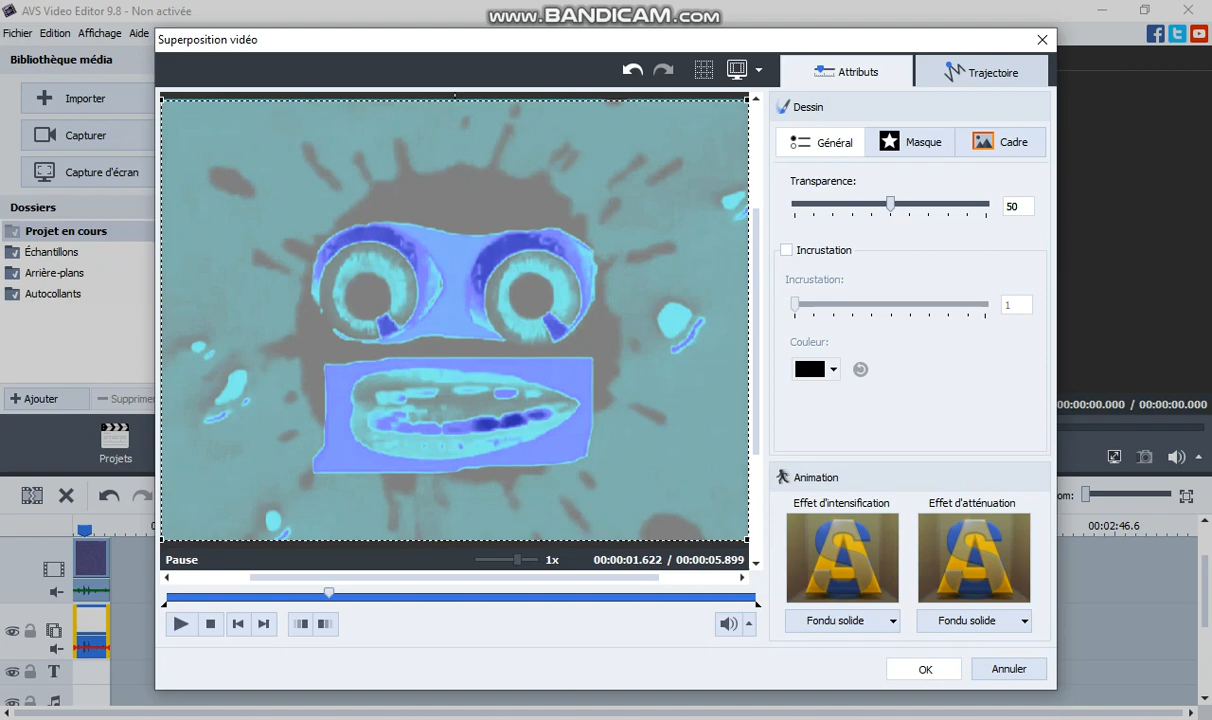 AVS Video Editor 9.8 - Non activée
www.BANDICAM.com
Fichier Edition Affichage Aide
Superposition vidéo
Bibliothèque média
Attributs
Trajectoire
Importer
Dessin
Capturer
Général
Masque
Cadre
Capture d'écran
Transparence:
50
Dossiers
Projet en cours
Échantillons
Incrustation
Arrière-plans
Incrustation:
Autocollants
1
Couleur:
Ajouter
Supprimer
00:00:00.000 / 00:00:00.000
Projets
Animation
Effet d'intensification
Effet d'atténuation
00:02:46.6
Pause
1x
00:00:01.622 / 00:00:05.899
Fondu solide
Fondu solide
OK
Annuler
T